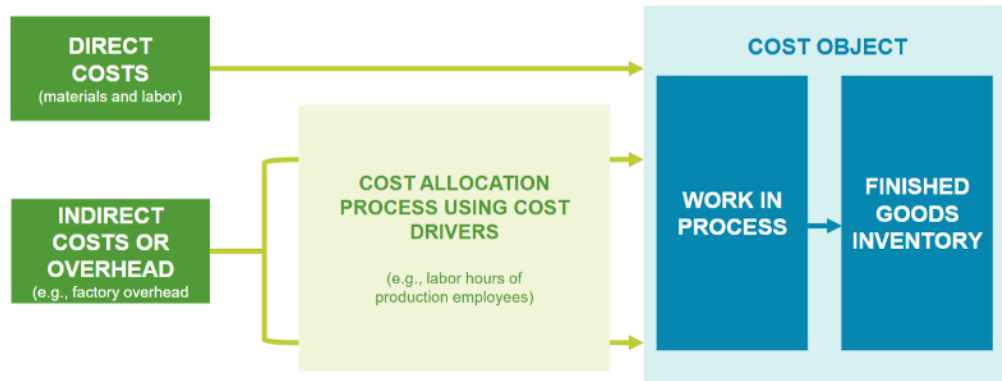 DIRECT
COSTS
(materials and labor)
INDIRECT
COSTS OR
OVERHEAD
(e.g., factory overhead
COST ALLOCATION
PROCESS USING COST
DRIVERS
(e.g., labor hours of
production employees)
COST OBJECT
WORK IN
PROCESS
FINISHED
GOODS
INVENTORY